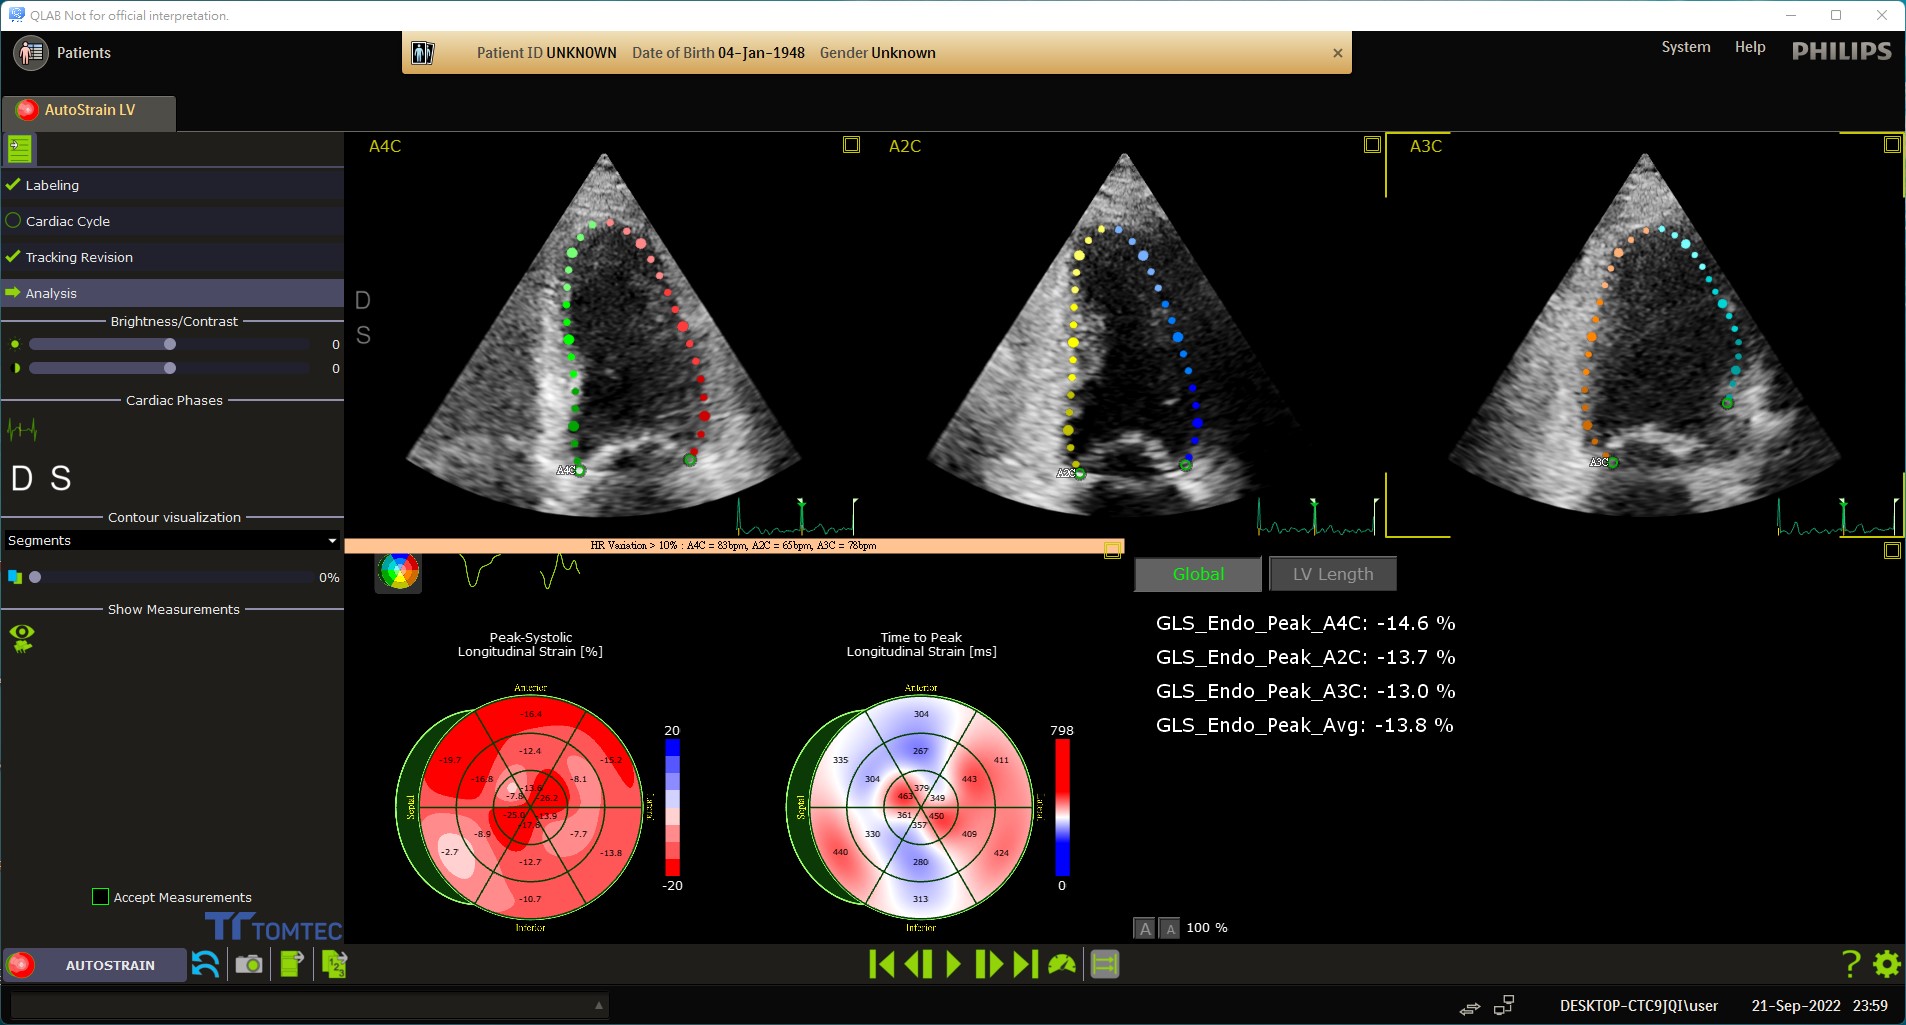 QLAB Not for official interpretation.
Patients
Patient ID UNKNOWN Date of Birth 04-Jan-1948 Gender Unknown
System Help PHILIPS
AutoStrain LV
Labeling
Cardiac Cycle
Tracking Revision
Analysis
Brightness/Contrast
0
0
Cardiac Phases
D S
Contour visualization
Segments
0%
Show Measurements
Accept Measurements
TOMTEC
A4C
A2C
A3C
D
S
A4C
A2C
A3C
HR Variation > 10% : A4C = 83bpm, A2C = 65bpm, A3C = 78bpm
Peak-Systolic
Longitudinal Strain [%]
Anterior
-16.4
-12.4
-19.7
-15.2
-16.8
-8.1
-13.6
-7.8
-26.2
Septal
Lateral
-25.0
-13.9
-17.6
-8.9
-7.7
-2.7
-13.8
-12.7
-10.7
Inferior
20
-20
Time to Peak
Longitudinal Strain [ms]
Anterior
304
267
335
411
304
443
379
463
349
Septal
Lateral
361
450
357
330
409
440
424
280
313
Inferior
798
0
Global LV Length
GLS_Endo_Peak_A4C: -14.6 %
GLS_Endo_Peak_A2C: -13.7 %
GLS_Endo_Peak_A3C: -13.0 %
GLS_Endo_Peak_Avg: -13.8 %
A A 100 %
AUTOSTRAIN
123
?
DESKTOP-CTC9JQI\user 21-Sep-2022 23:59